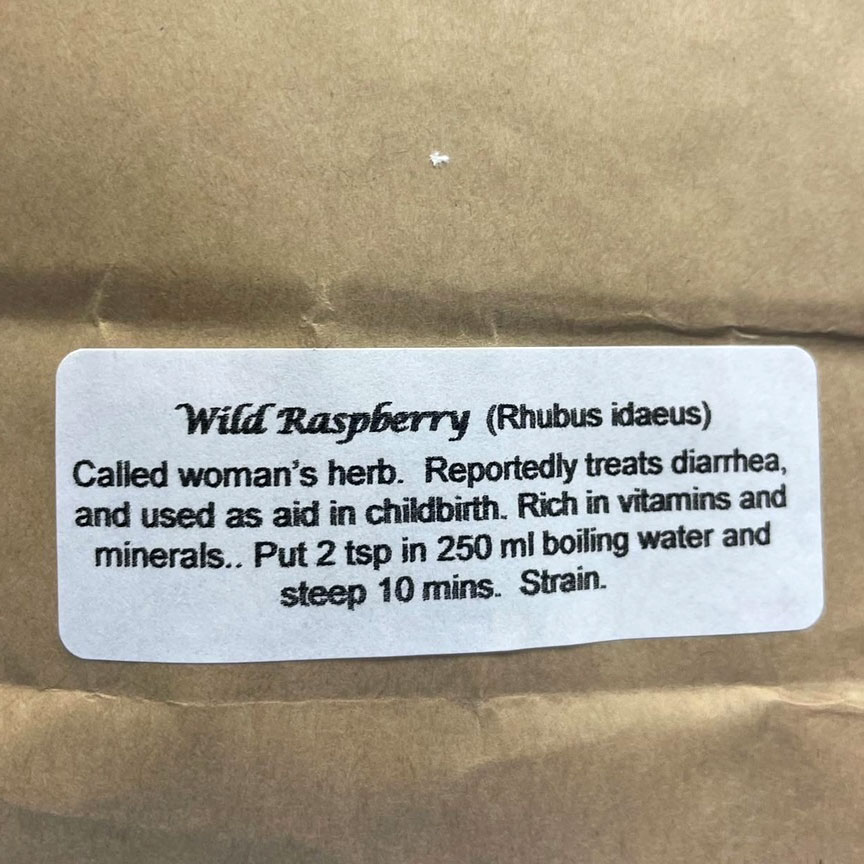 Wild Raspberry (Rhubus idaeus)
Called woman's herb. Reportedly treats diarrhea,
and used as aid in childbirth. Rich in vitamins and
minerals.. Put 2 tsp in 250 ml boiling water and
steep 10 mins. Strain.